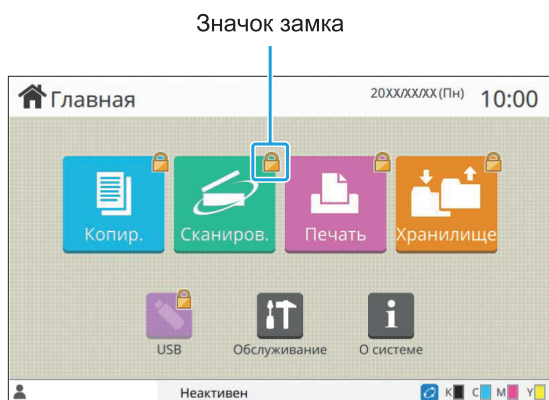 Значок замка
Главная
20XX/XX/XX (Пн) 10:00
Копир. Сканиров. Печать Хранилище
USB Обслуживание О системе
Неактивен K C M Y